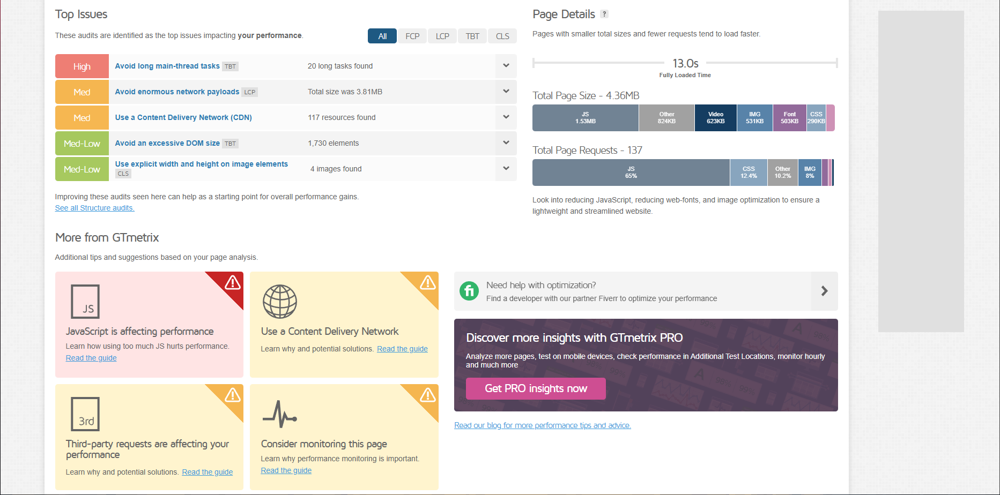 Top Issues
These audits are identified as the top issues impacting your performance.
All FCP LCP TBT CLS
High Avoid long main-thread tasks TBT 20 long tasks found
Med Avoid enormous network payloads LCP Total size was 3.81MB
Med Use a Content Delivery Network (CDN) 117 resources found
Med-Low Avoid an excessive DOM size TBT 1,730 elements
Med-Low Use explicit width and height on image elements
CLS 4 images found
Improving these audits seen here can help as a starting point for overall performance gains.
See all Structure audits.
Page Details ?
Pages with smaller total sizes and fewer requests tend to load faster.
13.0s
Fully Loaded Time
Total Page Size - 4.36MB
JS Other Video IMG Font CSS
1.53MB 824KB 623KB 531KB 503KB 290KB
Total Page Requests - 137
JS CSS Other IMG
65% 12.4% 10.2% 8%
Look into reducing JavaScript, reducing web-fonts, and image optimization to ensure a
lightweight and streamlined website.
More from GTmetrix
Additional tips and suggestions based on your page analysis.
JS
JavaScript is affecting performance
Learn how using too much JS hurts performance.
Read the guide
Use a Content Delivery Network
Learn why and potential solutions. Read the guide
3rd
Third-party requests are affecting your
performance
Learn why and potential solutions. Read the guide
Consider monitoring this page
Learn why performance monitoring is important.
Read the guide
fi
Need help with optimization?
Find a developer with our partner Fiverr to optimize your performance
Discover more insights with GTmetrix PRO
Analyze more pages, test on mobile devices, check performance in Additional Test Locations, monitor hourly
and much more
Get PRO insights now
Read our blog for more performance tips and advice.